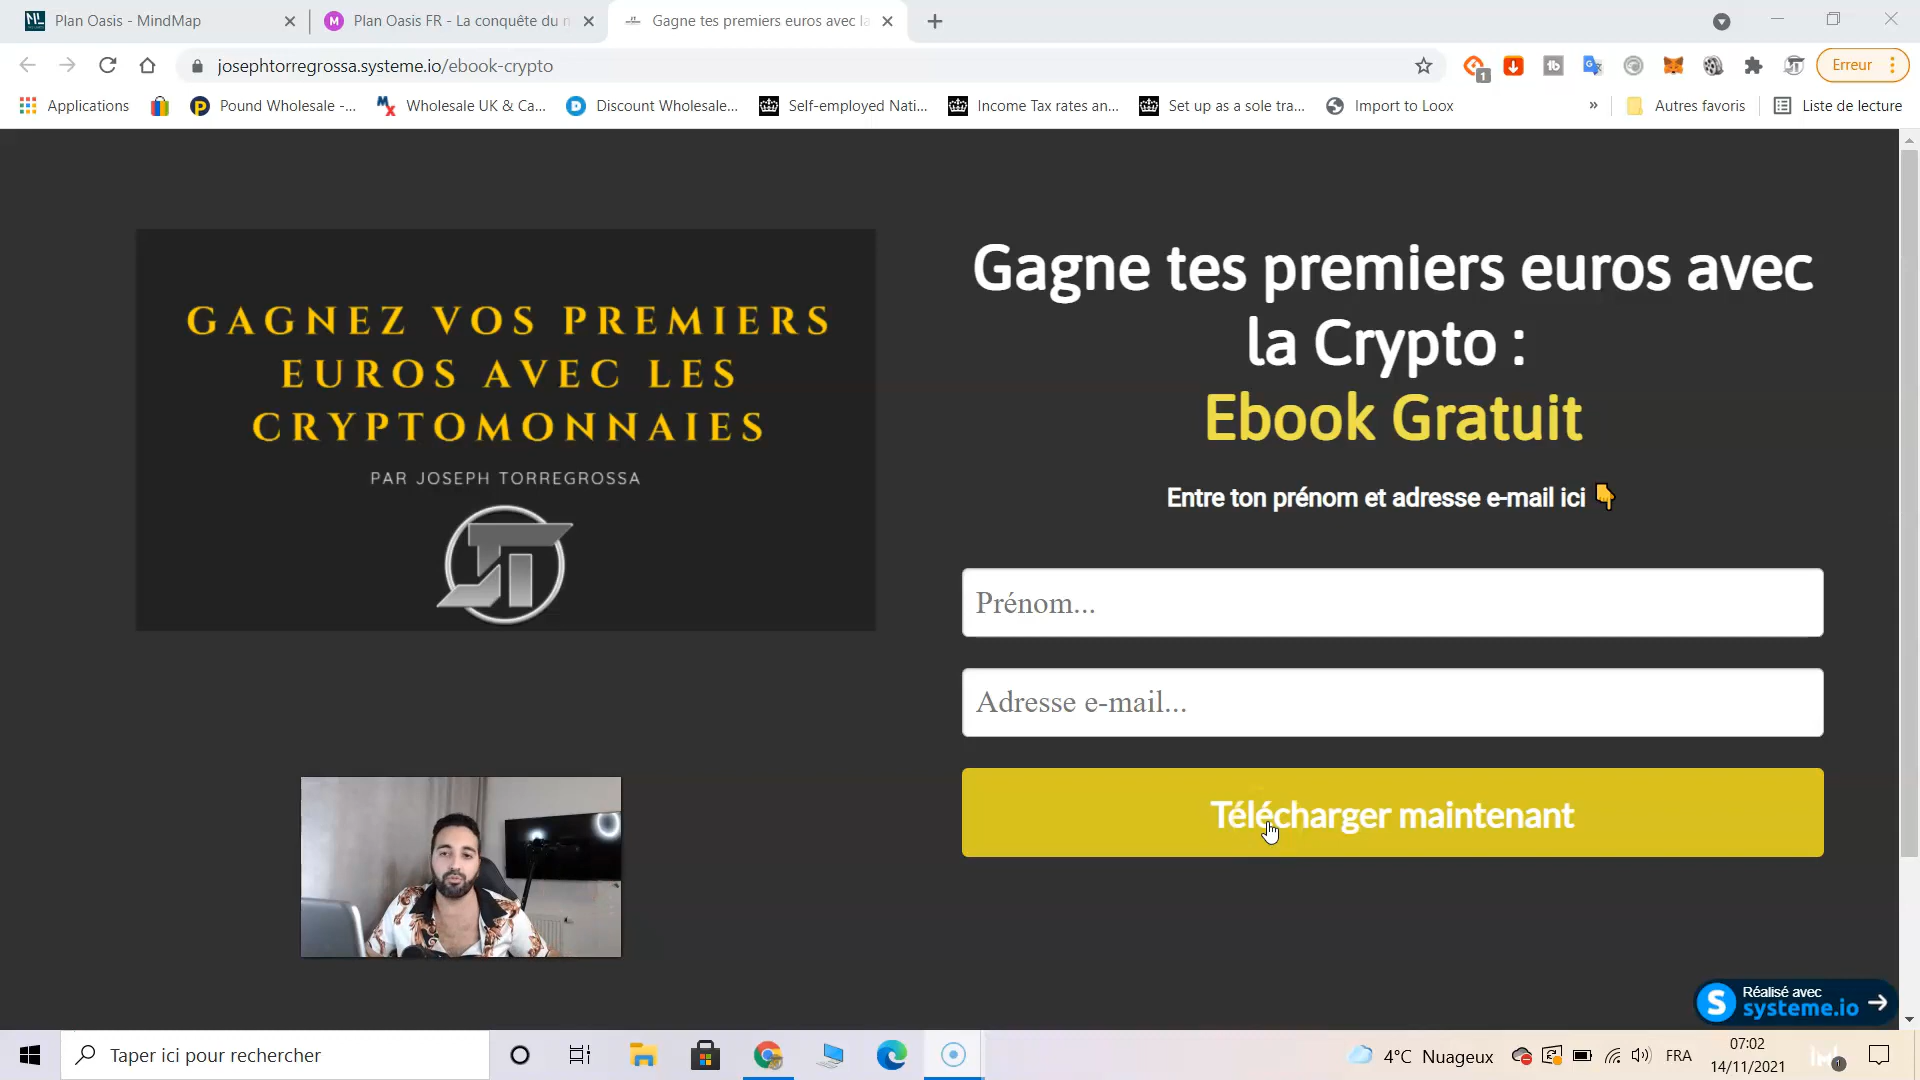 Plan Oasis - MindMap
Plan Oasis FR - La conquête du
Gagne tes premiers euros avec
josephtorregrossa.systeme.io/ebook-crypto
1
Erreur
Applications
Pound Wholesale -...
Wholesale UK & Ca...
Discount Wholesale...
Self-employed Nati...
Income Tax rates an...
Set up as a sole tra...
Import to Loox
»
Autres favoris
Liste de lecture
GAGNEZ VOS PREMIERS
EUROS AVEC LES
CRYPTOMONNAIES
PAR JOSEPH TORREGROSSA
Gagne tes premiers euros avec
la Crypto :
Ebook Gratuit
Entre ton prénom et adresse e-mail ici 👇
Prénom...
Adresse e-mail...
Télécharger maintenant
Réalisé avec
systeme.io
Taper ici pour rechercher
4°C Nuageux
FRA
07:02
14/11/2021
1